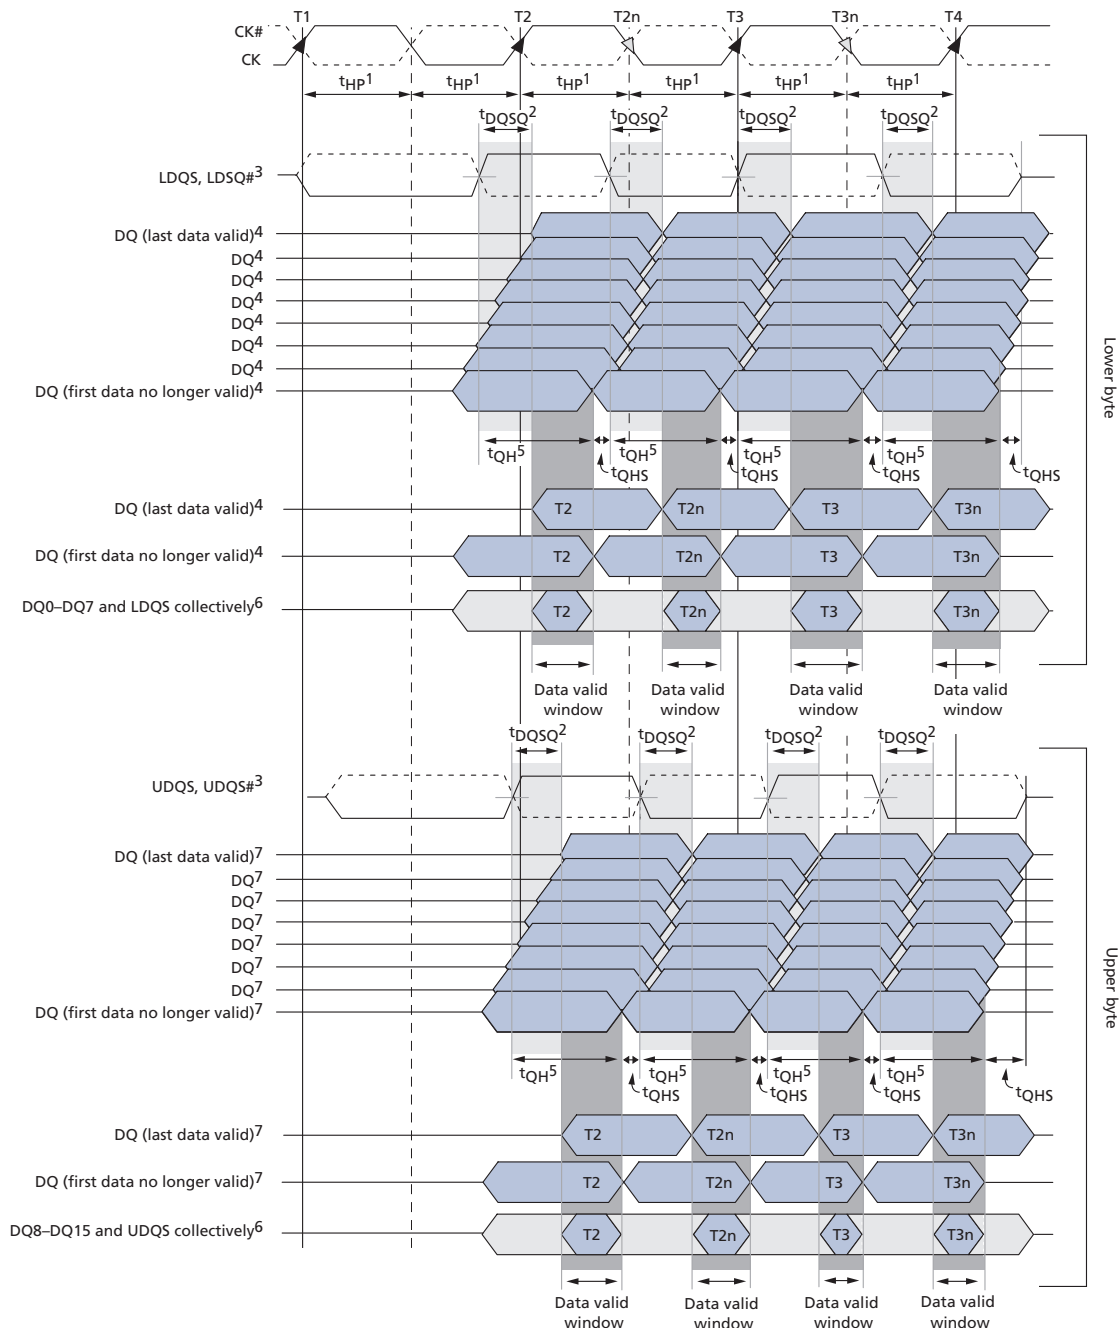 T1 T2 T2n T3 T3n T4
CK#
CK
tHP1 tHP1 tHP1 tHP1 tHP1 tHP1
tDQSQ2 tDQSQ2 tDQSQ2 tDQSQ2
LDQS, LDSQ#3
DQ (last data valid)4
DQ4
DQ4
DQ4
DQ4
DQ4
DQ4
DQ (first data no longer valid)4
Lower byte
tQH5 tQH5 tQH5 tQH5
tQHS tQHS tQHS tQHS
DQ (last data valid)4 T2 T2n T3 T3n
DQ (first data no longer valid)4 T2 T2n T3 T3n
DQ0–DQ7 and LDQS collectively6 T2 T2n T3 T3n
Data valid window Data valid window Data valid window Data valid window
tDQSQ2 tDQSQ2 tDQSQ2 tDQSQ2
UDQS, UDQS#3
DQ (last data valid)7
DQ7
DQ7
DQ7
DQ7
DQ7
DQ7
DQ (first data no longer valid)7
Upper byte
tQH5 tQH5 tQH5 tQH5
tQHS tQHS tQHS tQHS
DQ (last data valid)7 T2 T2n T3 T3n
DQ (first data no longer valid)7 T2 T2n T3 T3n
DQ8–DQ15 and UDQS collectively6 T2 T2n T3 T3n
Data valid window Data valid window Data valid window Data valid window